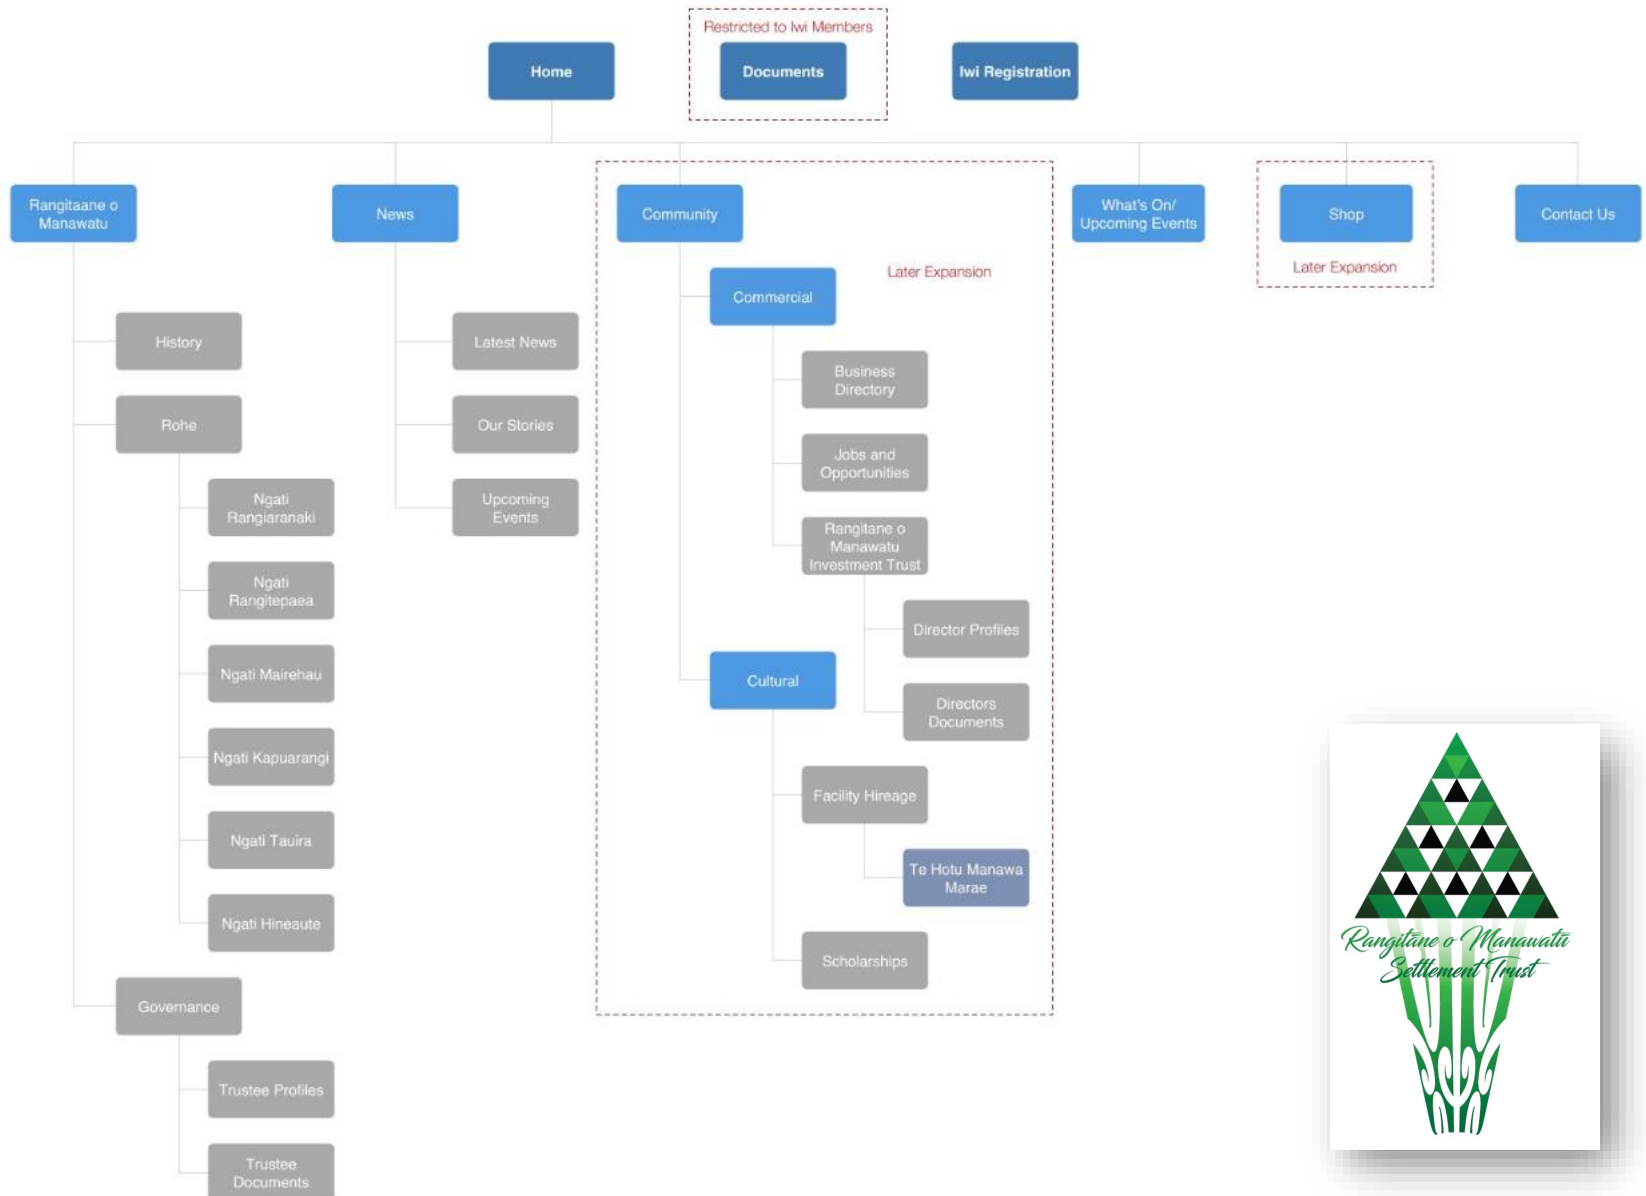 Restricted to Iwi Members
Home
Documents
Iwi Registration
Rangitaane o
Manawatu
News
Community
What's On/
Upcoming Events
Shop
Contact Us
Later Expansion
Later Expansion
Commercial
History
Latest News
Business
Directory
Rohe
Our Stories
Jobs and
Opportunities
Ngati
Rangiaranaki
Upcoming
Events
Rangitane o
Manawatu
Investment Trust
Ngati
Rangitepaea
Director Profiles
Ngati Mairehau
Cultural
Directors
Documents
Ngati Kapuarangi
Facility Hireage
Ngati Tauira
Te Hotu Manawa
Marae
Ngati Hineaute
Scholarships
Rangitāne o Manawatū
Settlement Trust
Governance
Trustee Profiles
Trustee
Documents